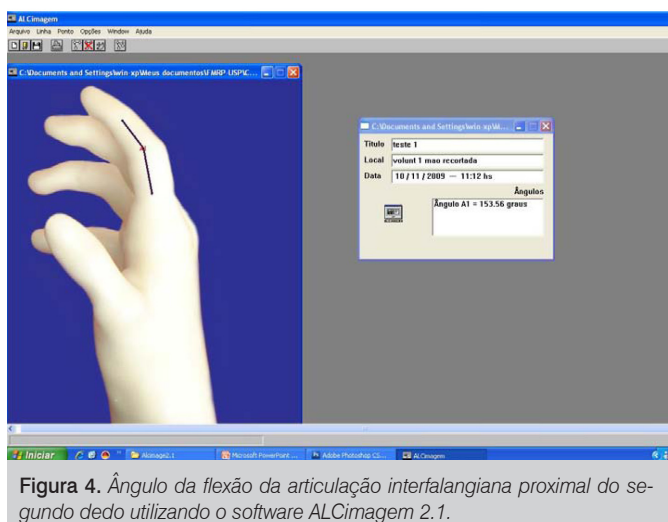 ALCimagem
Arquivo Linha Ponto Opções Window Ajuda
C:\Documents and Settings\win xp\Meus documentos\FMRP USP\C...
C:\Documents and Settings\win xp\M...
Título teste 1
Local volunt 1 mao recortada
Data 10 / 11 / 2009 — 11:12 hs
Ângulos
Ângulo A1 = 153.56 graus
Iniciar Alcimage2.1 Microsoft PowerPoint ... Adobe Photoshop CS... ALCimagem
Figura 4. Ângulo da flexão da articulação interfalangiana proximal do se-
gundo dedo utilizando o software ALCimagem 2.1.